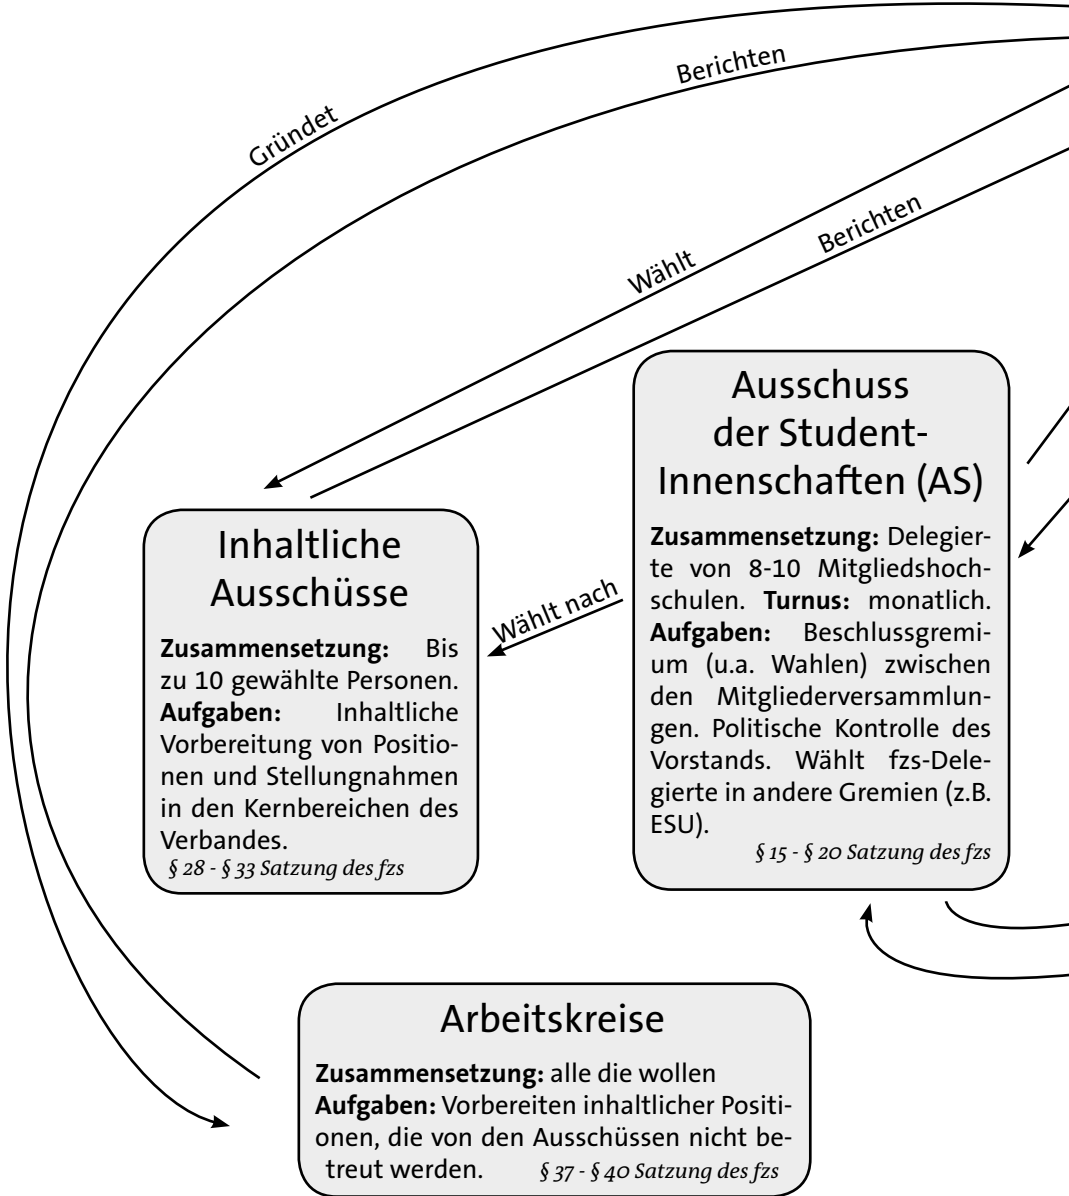 Berichten
Gründet
Berichten
Wählt
Ausschuss
der Student-
Innenschaften (AS)
Zusammensetzung: Delegier-
te von 8-10 Mitgliedshoch-
schulen. Turnus: monatlich.
Aufgaben: Beschlussgremi-
um (u.a. Wahlen) zwischen
den Mitgliederversammlun-
gen. Politische Kontrolle des
Vorstands. Wählt fzs-Dele-
gierte in andere Gremien (z.B.
ESU).
§ 15 - § 20 Satzung des fzs
Wählt nach
Inhaltliche
Ausschüsse
Zusammensetzung: Bis
zu 10 gewählte Personen.
Aufgaben: Inhaltliche
Vorbereitung von Positio-
nen und Stellungnahmen
in den Kernbereichen des
Verbandes.
§ 28 - § 33 Satzung des fzs
Arbeitskreise
Zusammensetzung: alle die wollen
Aufgaben: Vorbereiten inhaltlicher Positi-
onen, die von den Ausschüssen nicht be-
treut werden. § 37 - § 40 Satzung des fzs